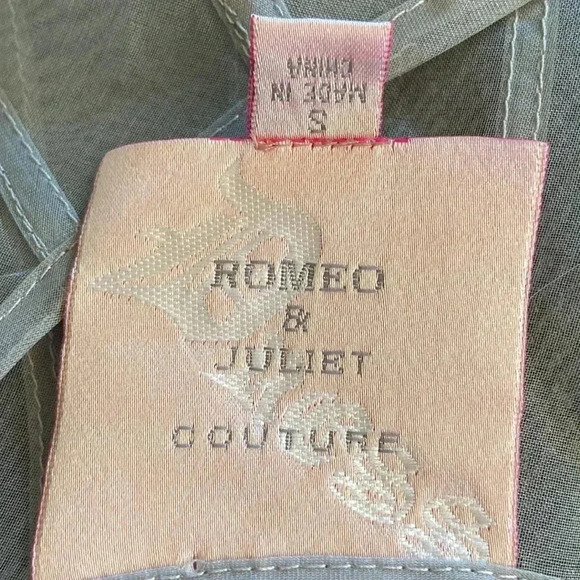 S
MADE IN
CHINA
ROMEO
&
JULIET
COUTURE